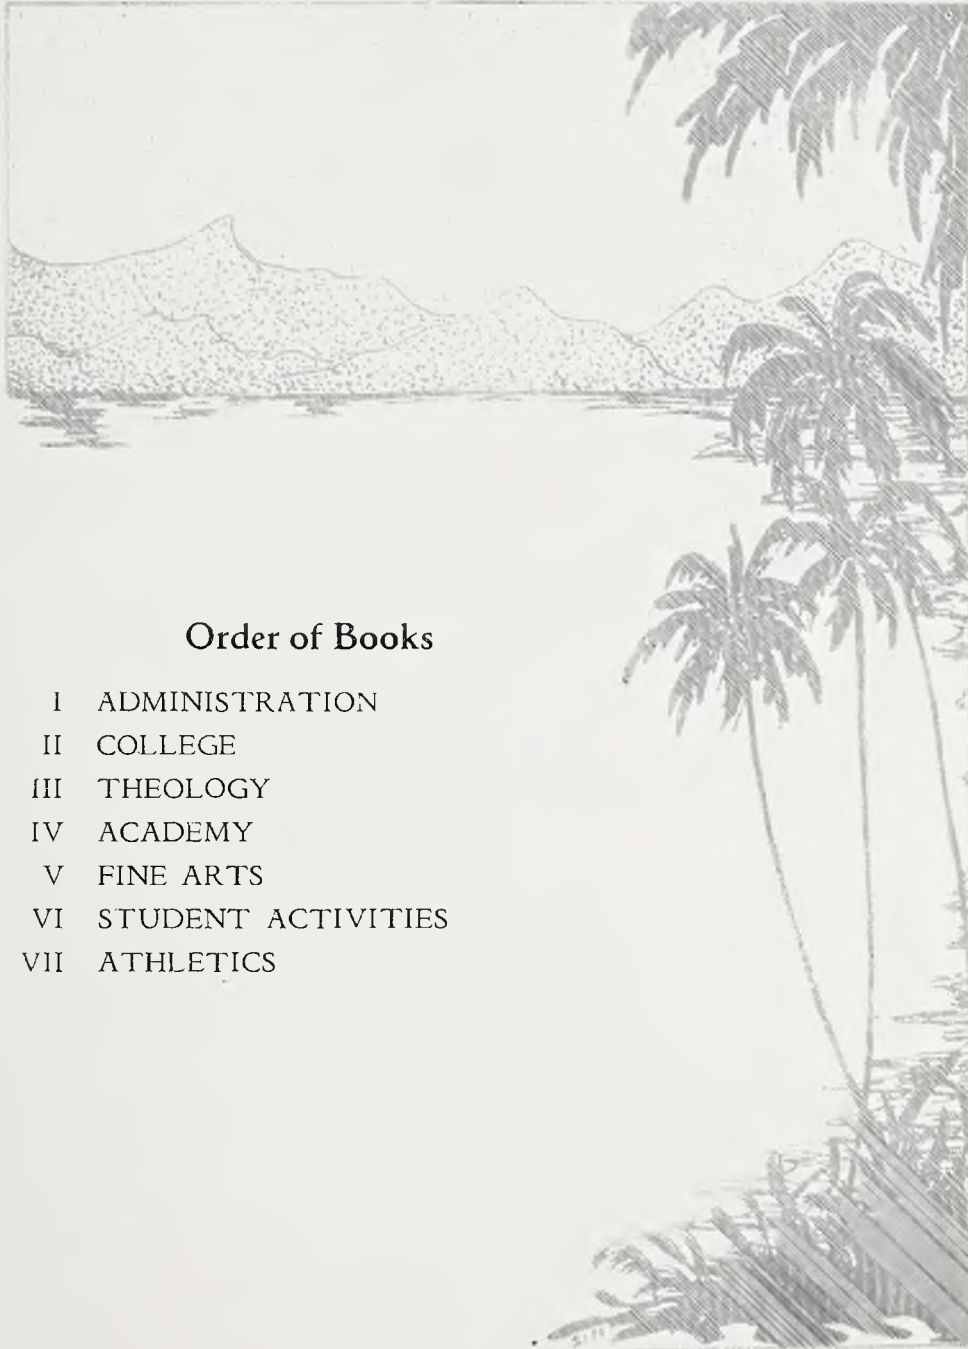 Order of Books
I ADMINISTRATION
II COLLEGE
III THEOLOGY
IV ACADEMY
V FINE ARTS
VI STUDENT ACTIVITIES
VII ATHLETICS